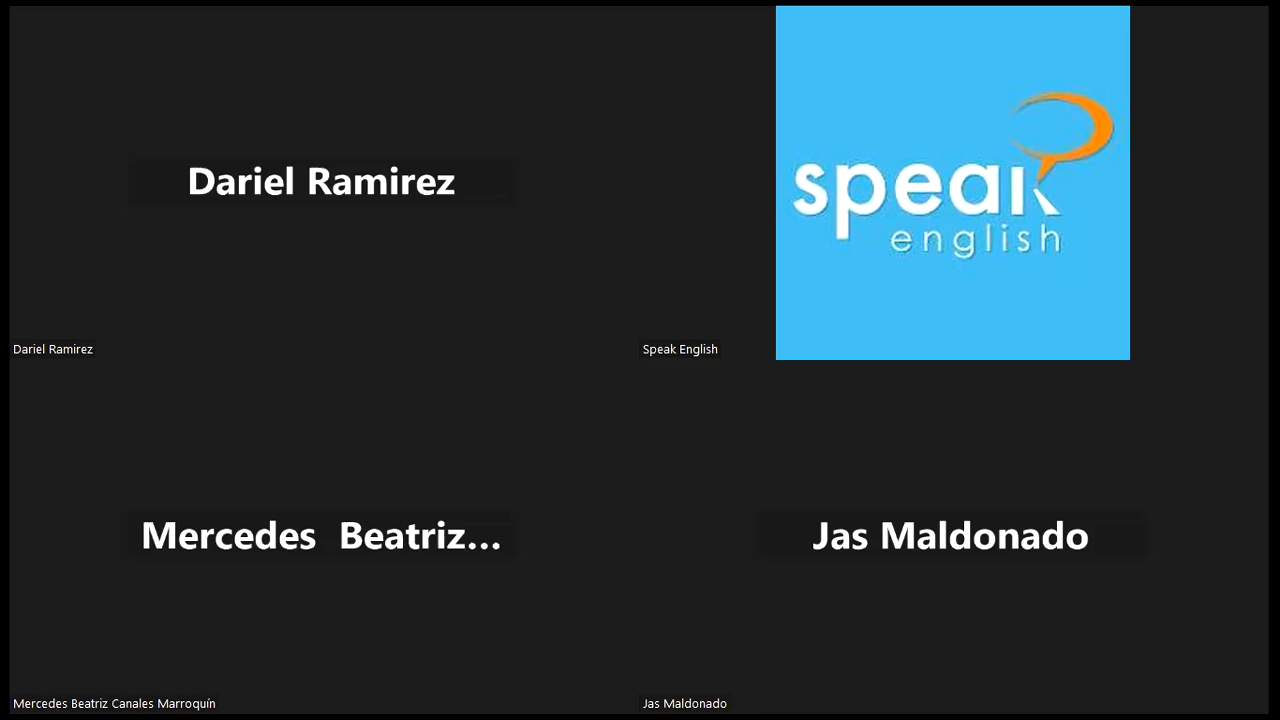 Dariel Ramirez
Dariel Ramirez
speak
english
Speak English
Mercedes  Beatriz...
Mercedes Beatriz Canales Marroquín
Jas Maldonado
Jas Maldonado